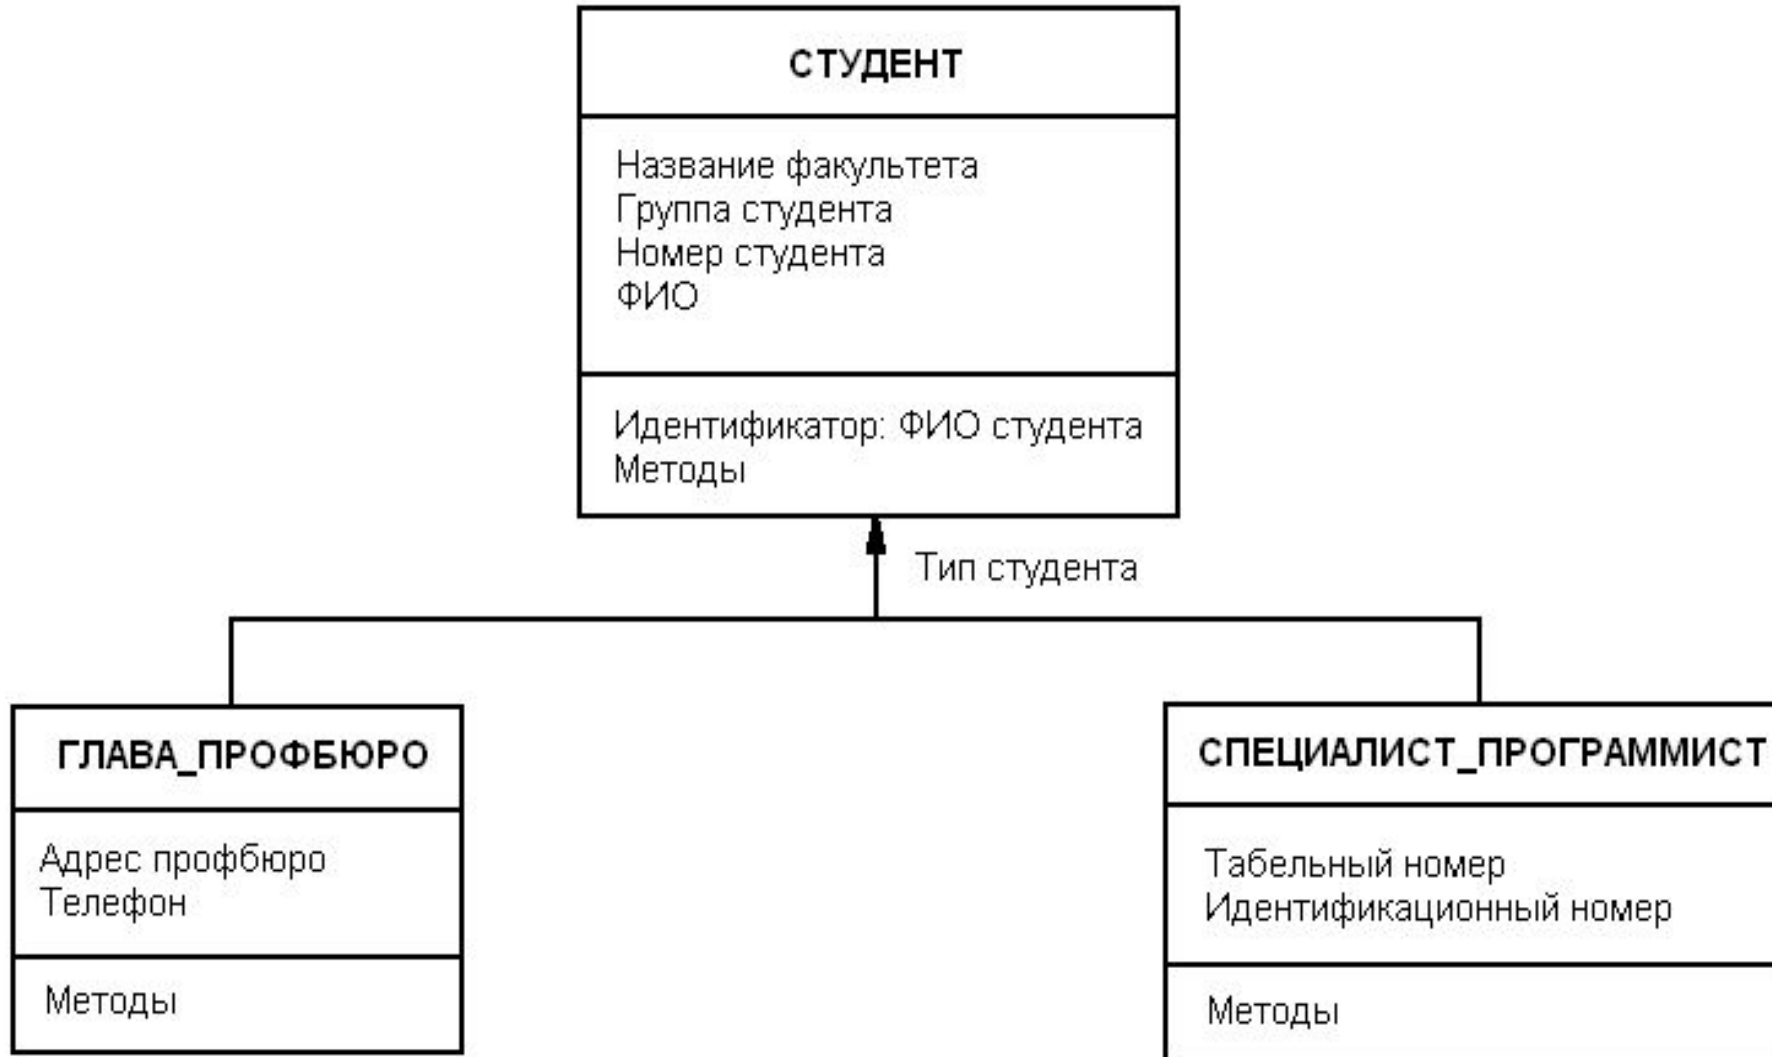 СТУДЕНТ
Название факультета
Группа студента
Номер студента
ФИО
Идентификатор: ФИО студента
Методы
Тип студента
ГЛАВА_ПРОФБЮРО
Адрес профбюро
Телефон
Методы
СПЕЦИАЛИСТ_ПРОГРАММИСТ
Табельный номер
Идентификационный номер
Методы